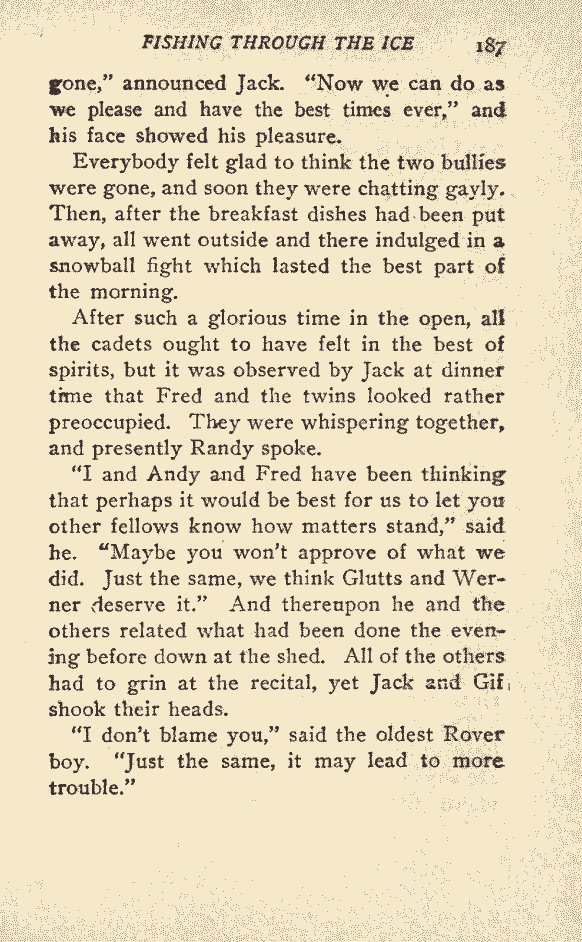 FISHING THROUGH THE ICE 187
gone,” announced Jack. “Now we can do as
we please and have the best times ever,” and
his face showed his pleasure.
Everybody felt glad to think the two bullies
were gone, and soon they were chatting gayly.
Then, after the breakfast dishes had been put
away, all went outside and there indulged in a
snowball fight which lasted the best part of
the morning.
After such a glorious time in the open, all
the cadets ought to have felt in the best of
spirits, but it was observed by Jack at dinner
time that Fred and the twins looked rather
preoccupied. They were whispering together,
and presently Randy spoke.
“I and Andy and Fred have been thinking
that perhaps it would be best for us to let you
other fellows know how matters stand,” said
he. “Maybe you won’t approve of what we
did. Just the same, we think Glutts and Wer-
ner deserve it.” And thereupon he and the
others related what had been done the even-
ing before down at the shed. All of the others
had to grin at the recital, yet Jack and Gif
shook their heads.
“I don’t blame you,” said the oldest Rover
boy. “Just the same, it may lead to more
trouble.”